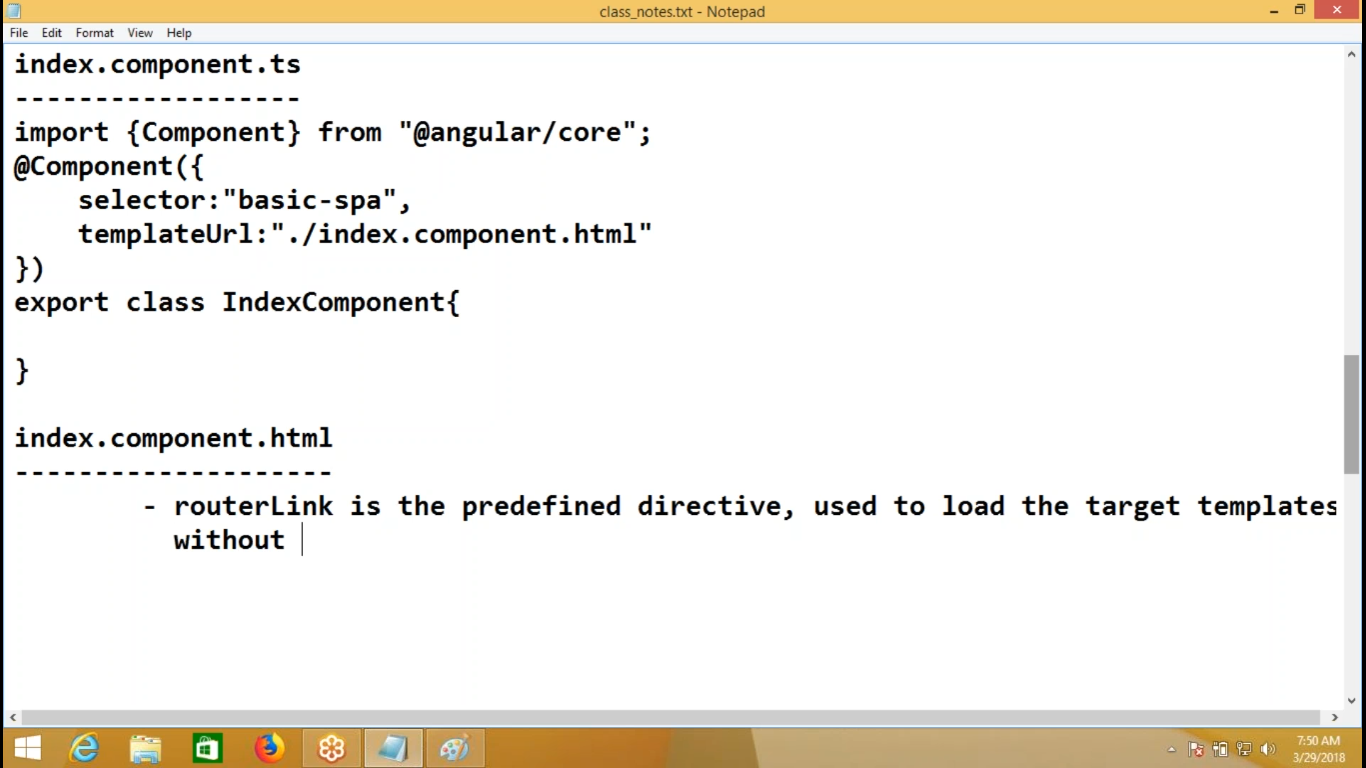 class_notes.txt - Notepad
File Edit Format View Help
index.component.ts
------------------
import {Component} from "@angular/core";
@Component({
    selector:"basic-spa",
    templateUrl:"./index.component.html"
})
export class IndexComponent{
}
index.component.html
--------------------
        - routerLink is the predefined directive, used to load the target templates
          without
7:50 AM
3/29/2018